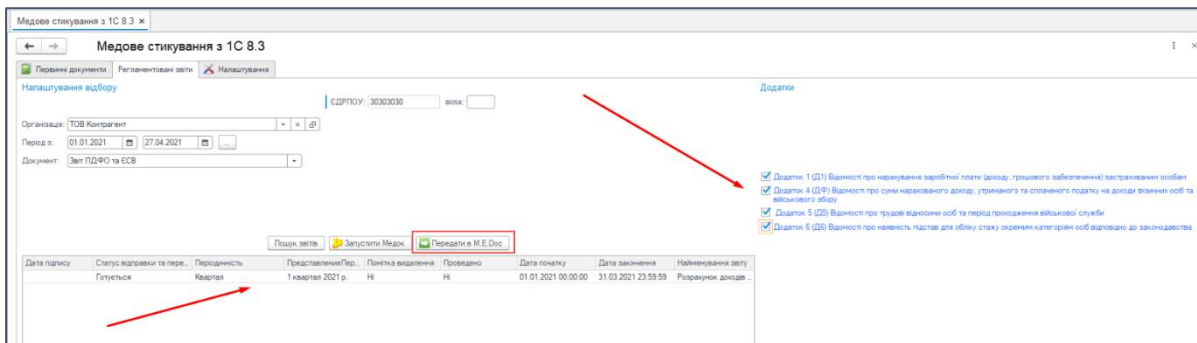 Медове стикування з 1С 8.3 ×
Медове стикування з 1С 8.3
Первинні документи Регламентовані звіти Налаштування
Налаштування відбору
Додатки
ЄДРПОУ: 30303030 Філія:
Організація: ТОВ Контрагент
Період з: 01.01.2021 27.04.2021 ...
Документ: Звіт ПДФО та ЄСВ
Додаток 1 (Д1) Відомості про нарахування заробітної плати (доходу, грошового забезпечення) застрахованим особам
Додаток 4 (ДФ) Відомості про суми нарахованого доходу, утриманого та сплаченого податку на доходи фізичних осіб та
військового збору
Додаток 5 (Д5) Відомості про трудові відносини осіб та період проходження військової служби
Додаток 6 (Д6) Відомості про наявність підстав для обліку стажу окремим категоріям осіб відповідно до законодавства
Пошук звітів Запустити Медок Передати в M.E.Doc
Дата підпису Статус відправки та пере... Періодичність ПредставлениеПер... Помітка видалення Проведено Дата початку Дата закінчення Найменування звіту
Готується Квартал 1 квартал 2021 р. Ні Ні 01.01.2021 00:00:00 31.03.2021 23:59:59 Розрахунок доходів ...